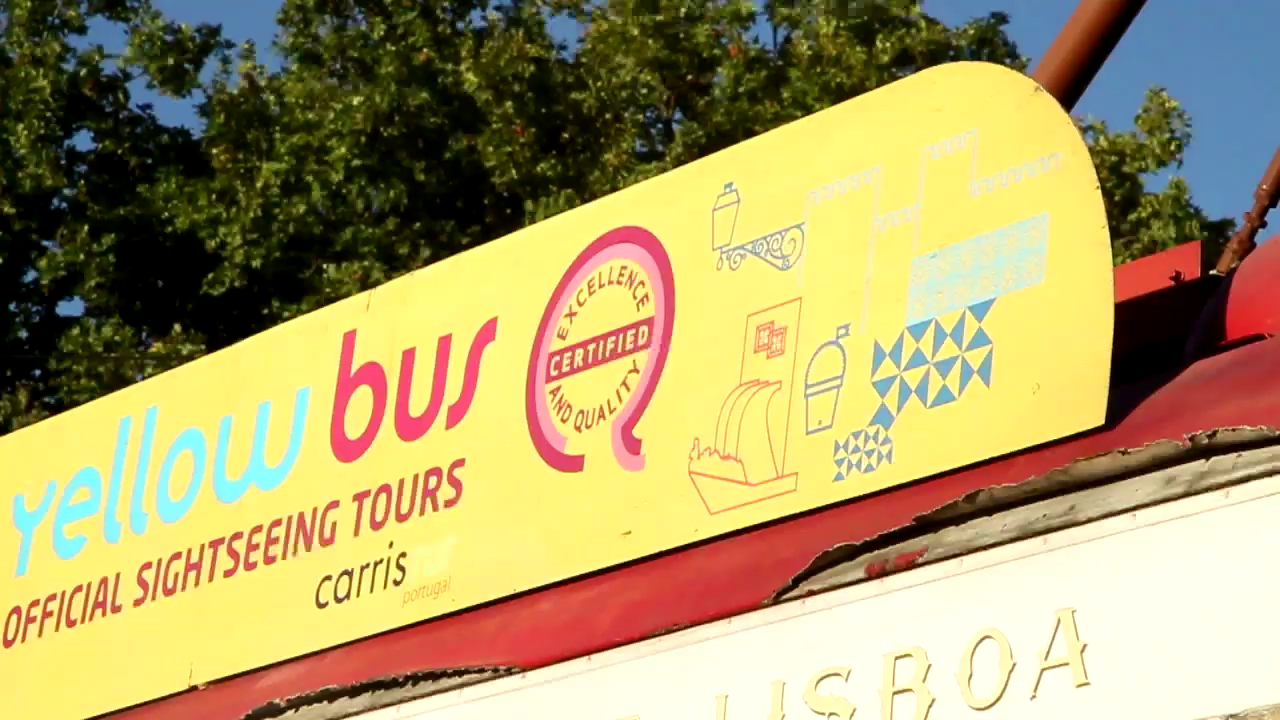 yellow bus
OFFICIAL SIGHTSEEING TOURS
carris
portugal
EXCELLENCE
CERTIFIED
AND QUALITY
LISBOA